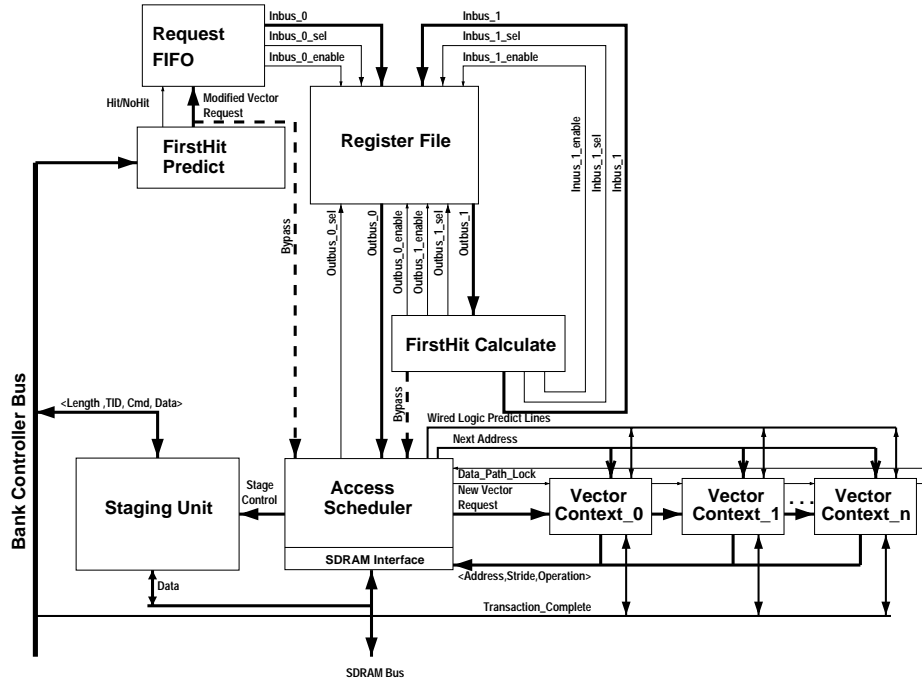 Request
FIFO
Inbus_0
Inbus_0_sel
Inbus_0_enable
Inbus_1
Inbus_1_sel
Inbus_1_enable
Hit/NoHit
Modified Vector
Request
FirstHit
Predict
Register File
Inuus_1_enable
Inbus_1_sel
Inbus_1
Bypass
Outbus_0_sel
Outbus_0
Outbus_0_enable
Outbus_1_enable
Outbus_1_sel
Outbus_1
FirstHit Calculate
Bypass
Bank Controller Bus
<Length ,TID, Cmd, Data>
Wired Logic Predict Lines
Next Address
Staging Unit
Stage
Control
Access
Scheduler
SDRAM Interface
Data_Path_Lock
New Vector
Request
Vector
Context_0
Vector
Context_1
. . .
Vector
Context_n
<Address,Stride,Operation>
Data
Transaction_Complete
SDRAM Bus